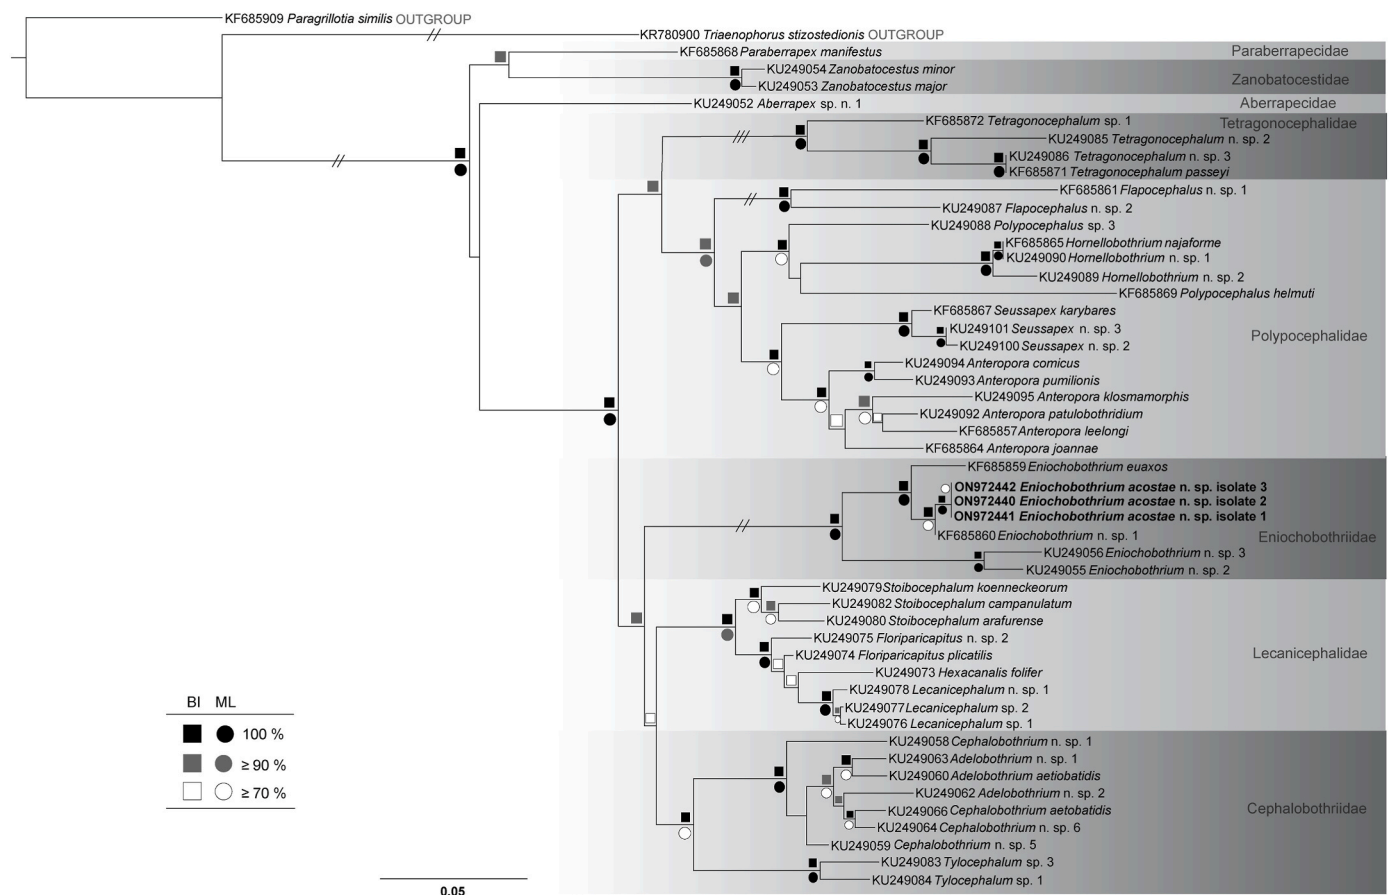 KF685909 Paragrillotia similis OUTGROUP
KR780900 Triaenophorus stizostedionis OUTGROUP
KF685868 Paraberrapex manifestus
Paraberrapecidae
KU249054 Zanobatocestus minor
KU249053 Zanobatocestus major
Zanobatocestidae
KU249052 Aberrapex sp. n. 1
Aberrapecidae
KF685872 Tetragonocephalum sp. 1
Tetragonocephalidae
KU249085 Tetragonocephalum n. sp. 2
KU249086 Tetragonocephalum n. sp. 3
KF685871 Tetragonocephalum passeyi
KF685861 Flapocephalus n. sp. 1
KU249087 Flapocephalus n. sp. 2
KU249088 Polypocephalus sp. 3
KF685865 Hornellobothrium najaforme
KU249090 Hornellobothrium n. sp. 1
KU249089 Hornellobothrium n. sp. 2
KF685869 Polypocephalus helmuti
KF685867 Seussapex karybares
KU249101 Seussapex n. sp. 3
KU249100 Seussapex n. sp. 2
Polypocephalidae
KU249094 Anteropora comicus
KU249093 Anteropora pumilionis
KU249095 Anteropora klosmamorphis
KU249092 Anteropora patulobothridium
KF685857 Anteropora leelongi
KF685864 Anteropora joannae
KF685859 Eniochobothrium euaxos
ON972442 Eniochobothrium acostae n. sp. isolate 3
ON972440 Eniochobothrium acostae n. sp. isolate 2
ON972441 Eniochobothrium acostae n. sp. isolate 1
KF685860 Eniochobothrium n. sp. 1
Eniochobothriidae
KU249056 Eniochobothrium n. sp. 3
KU249055 Eniochobothrium n. sp. 2
KU249079 Stoibocephalum koenneckeorum
KU249082 Stoibocephalum campanulatum
KU249080 Stoibocephalum arafurense
KU249075 Floriparicapitus n. sp. 2
KU249074 Floriparicapitus plicatilis
Lecanicephalidae
KU249073 Hexacanalis folifer
KU249078 Lecanicephalum n. sp. 1
KU249077 Lecanicephalum sp. 2
KU249076 Lecanicephalum sp. 1
KU249058 Cephalobothrium n. sp. 1
KU249063 Adelobothrium n. sp. 1
KU249060 Adelobothrium aetiobatidis
KU249062 Adelobothrium n. sp. 2
KU249066 Cephalobothrium aetobatidis
Cephalobothriidae
KU249064 Cephalobothrium n. sp. 6
KU249059 Cephalobothrium n. sp. 5
KU249083 Tylocephalum sp. 3
KU249084 Tylocephalum sp. 1
BI ML
100 %
≥ 90 %
≥ 70 %
0.05